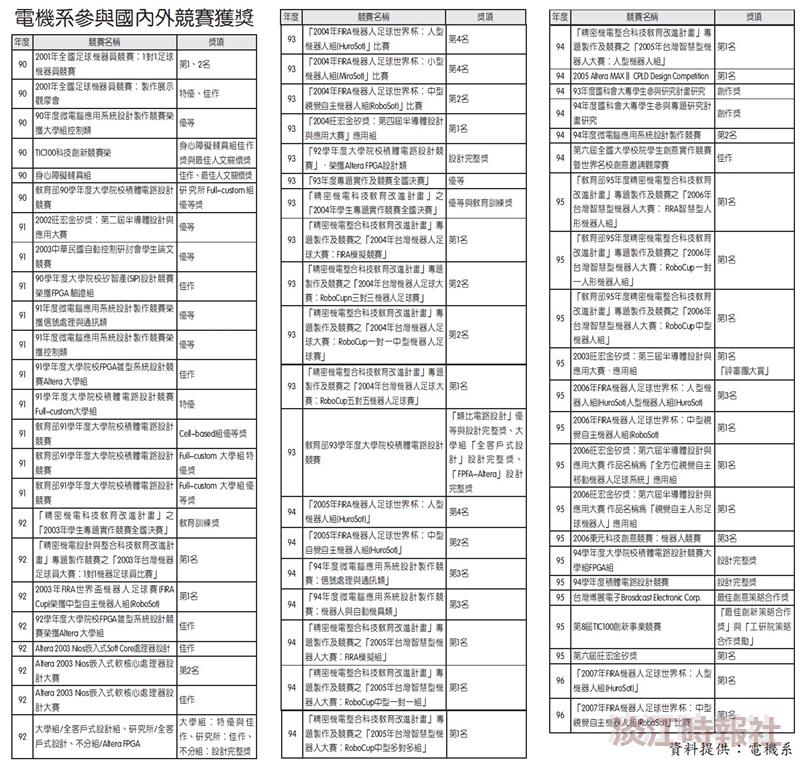 電機系參與國內外競賽獲獎
年度 競賽名稱 獎項
90 2001年全國足球機器員競賽：1對1足球 第1、2名
機器員競賽
90 2001年全國足球機器員競賽：製作展示 特優、佳作
觀摩會
90 90年度微電腦應用系統設計製作競賽榮 優等
獲大學組控制類
90 TIC100科技創新競賽榮 身心障礙輔具組佳作
獎與最佳人文關懷獎
90 身心障礙輔具組 佳作、最佳人文關懷獎
90 教育部90學年度大學院校積體電路設計 研究所Full-custom組
競賽 優等獎
91 2002旺宏金矽獎：第二屆半導體設計與 優等
應用大賽
91 2003中華民國自動控制研討會學生論文 優等
競賽
91 90學年度大學院校矽智產(SIP)設計競賽 佳作
榮獲FPGA 驗證組
91 91年度微電腦應用系統設計製作競賽榮 優等
獲信號處理與通訊類
91 91年度微電腦應用系統設計製作競賽榮 優等
獲控制類
91 91學年度大學院校FPGA雛型系統設計競 佳作
賽Altera 大學組
91 91學年度大學院校積體電路設計競賽 特優
Full-custom大學組
91 教育部91學年度大學院校積體電路設計 Cell-based組優等獎
競賽
91 教育部91學年度大學院校積體電路設計 Full-custom 大學組特
競賽 優獎
91 教育部91學年度大學院校積體電路設計 Full-custom 大學組優
競賽 等獎
92 「精密機電科技教育改進計畫」之 教育訓練獎
「2003年學生專題實作競賽全國決賽」
92 「精密機電設計與整合科技教育改進計 第1名
畫」專題製作競賽之「2003年台灣機器
足球員大賽：1對1機器足球員比賽」
92 2003年FIRA世界盃機器人足球賽(FIRA 第1名
Cup)榮獲中型自主機器人組(RoboSot)
92 92學年度大學院校FPGA雛型系統設計競 佳作
賽榮獲Altera 大學組
92 Altera 2003 Nios嵌入式Soft Core處理器設計 佳作
92 Altera 2003 Nios嵌入式軟核心處理器設 第2名
計大賽
92 Altera 2003 Nios嵌入式軟核心處理器設 佳作
計大賽
92 大學組/全客戶式設計組、研究所/全客 大學組：特優與佳
戶式設計、不分組/Altera FPGA 作、研究所：佳作、
不分組：設計完整獎
年度 競賽名稱 獎項
93 「2004年FIRA機器人足球世界杯：人型 第4名
機器人組(HuroSot)」比賽
93 「2004年FIRA機器人足球世界杯：小型 第4名
機器人組(MiroSot)」比賽
93 「2004年FIRA機器人足球世界杯：中型 第2名
視覺自主機器人組(RoboSot)」比賽
93 「2004旺宏金矽獎：第四屆半導體設計 第1名
與應用大賽」應用組
93 「92學年度大學院校積體電路設計競 設計完整獎
賽」，榮獲Altera FPGA設計類
93 「93年度專題實作及競賽全國決賽」 優等
93 「精密機電科技教育改進計畫」之 優等與教育訓練獎
「2004年學生專題實作競賽全國決賽」
93 「精密機電整合科技教育改進計畫」專 第1名
題製作及競賽之「2004年台灣機器人足
球大賽：FIRA模擬競賽」
93 「精密機電整合科技教育改進計畫」專題 第2名
製作及競賽之「2004年台灣機器人足球大
賽：RoboCup三對三機器人足球賽」
93 「精密機電整合科技教育改進計畫」專 第2名
題製作及競賽之「2004年台灣機器人足
球大賽：RoboCup一對一中型機器人足
球賽」
93 「精密機電整合科技教育改進計畫」專題 第1名
製作及競賽之「2004年台灣機器人足球大
賽：RoboCup五對五機器人足球賽」
93 教育部93學年度大學院校積體電路設計 「類比電路設計」優
競賽 等與設計完整獎、大
學組「全客戶式設
計」設計完整獎、
「FPFA-Altera」設計
完整獎
94 「2005年FIRA機器人足球世界杯：人型 第4名
機器人組(HuroSot)」
94 「2005年FIRA機器人足球世界杯：中型 第2名
自覺自主機器人組(HuroSot)」
94 「94年度微電腦應用系統設計製作競 第3名
賽：信號處理與通訊類」
94 「94年度微電腦應用系統設計製作競 第3名
賽：機器人與自動機具類」
94 「精密機電整合科技教育改進計畫」專 第1名
題製作及競賽之「2005年台灣智慧型機
器人大賽：FIRA模擬組」
94 「精密機電整合科技教育改進計畫」專 第1名
題製作及競賽之「2005年台灣智慧型機
器人大賽：RoboCup中型一對一組」
94 「精密機電整合科技教育改進計畫」專 第2名
題製作及競賽之「2005年台灣智慧型機
器人大賽：RoboCup中型多對多組」
年度 競賽名稱 獎項
94 「精密機電整合科技教育改進計畫」專 第1名
題製作及競賽之「2005年台灣智慧型機
器人大賽：人型機器人組」
94 2005 Altera MAXⅡ CPLD Design Competition 第1名
94 93年度國科會大專學生參與研究計畫研究 創作獎
94 94年度國科會大專學生參與專題研究計 創作獎
畫研究
94 94年度微電腦應用系統設計製作競賽 第2名
94 第六屆全國大學校院學生創意實作競賽 佳作
暨世界名校創意邀請觀摩賽
95 「教育部95年度精密機電整合科技教育 第1名
改進計畫」專題製作及競賽之「2006年
台灣智慧型機器人大賽：FIRA智慧型人
形機器人組」
95 「教育部95年度精密機電整合科技教育 第1名
改進計畫」專題製作及競賽之「2006年
台灣智慧型機器人大賽：RoboCup一對
一人形機器人組」
95 「教育部95年度精密機電整合科技教育 第1名
改進計畫」專題製作及競賽之「2006年
台灣智慧型機器人大賽：RoboCup中型
機器人組」
95 2003旺宏金矽獎：第三屆半導體設計與 第1名
應用大賽．應用組 「評審團大賞」
95 2006年FIRA機器人足球世界杯：人型機 第3名
器人組(HuroSot)人型機器人組(HuroSot)
95 2006年FIRA機器人足球世界杯：中型視 第1名
覺自主機器人組(RoboSot)
95 2006旺宏金矽獎：第六屆半導體設計與 第1名
應用大賽 作品名稱為「全方位視覺自主
移動機器人足球系統」應用組
95 2006旺宏金矽獎：第六屆半導體設計與 第1名
應用大賽 作品名稱為「視覺自主人形足
球機器人」應用組
95 2006東元科技創意競賽：機器人競賽 第3名
95 94學年度大學院校積體電路設計競賽大 設計完整獎
學組FPGA組
95 94學年度積體電路設計競賽 設計完整獎
95 台灣博展電子Broadcast Electronic Corp. 最佳創意策略合作獎
95 第8屆TIC100創新事業競賽 「最佳創新策略合作
獎」與「工研院策略
合作獎勵」
95 第六屆旺宏金矽獎 第1名
96 「2007年FIRA機器人足球世界杯：人型 第1名
機器人組(HuroSot)」
96 「2007年FIRA機器人足球世界杯：中型 第1名
視覺自主機器人組(RoboSot)」比賽
淡江時報社
資料提供：電機系